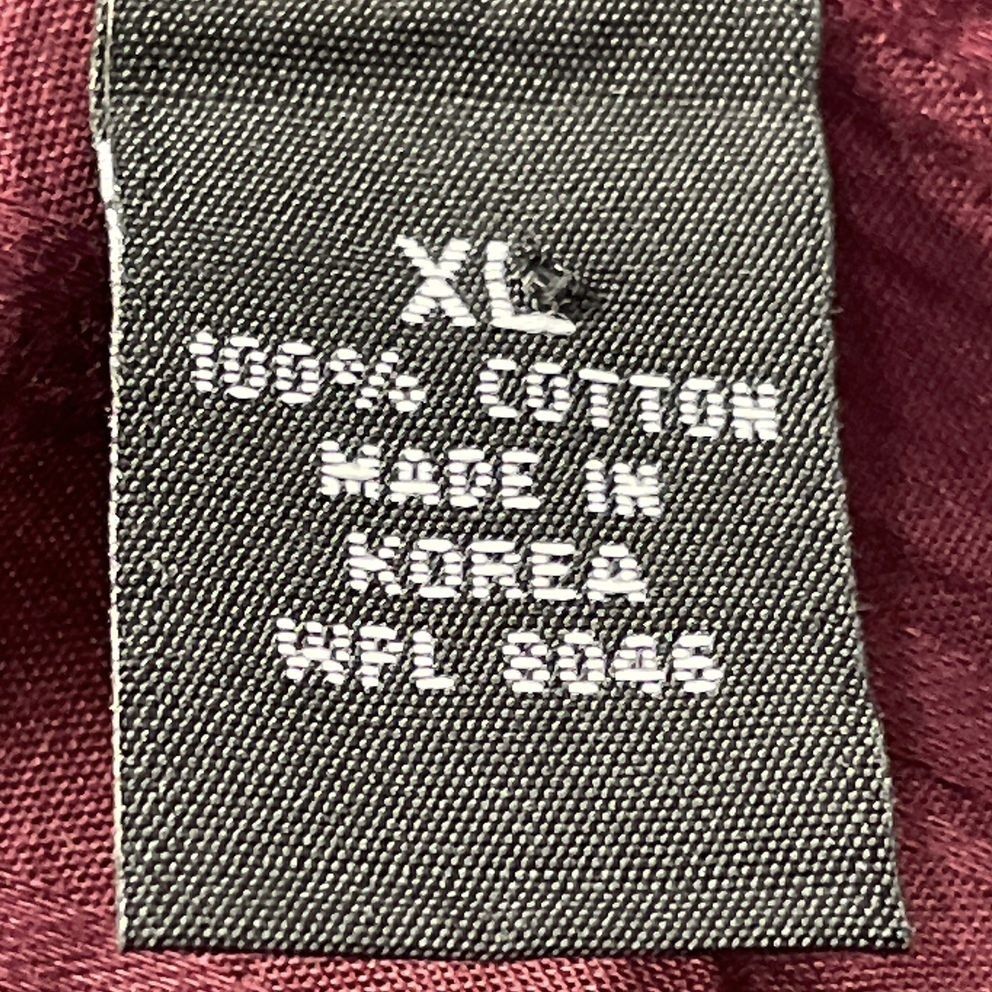 XL
100% COTTON
MADE IN
KOREA
WPL 8046